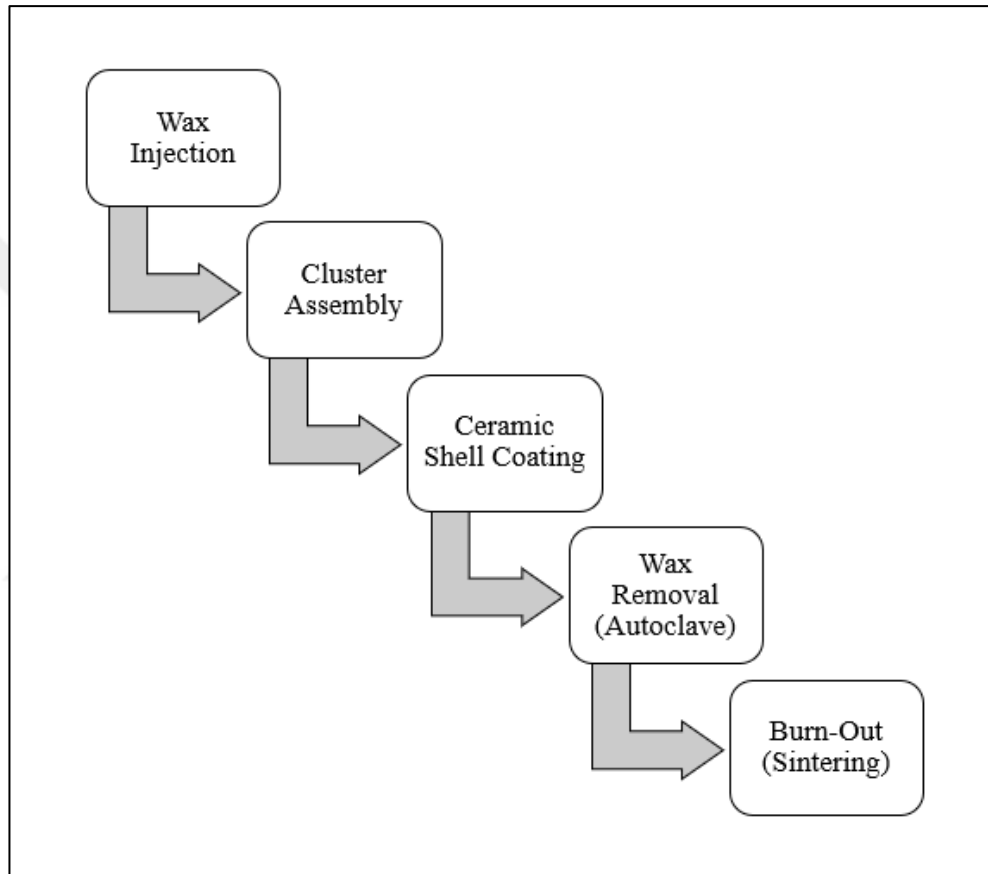 Wax
Injection
Cluster
Assembly
Ceramic
Shell Coating
Wax
Removal
(Autoclave)
Burn-Out
(Sintering)